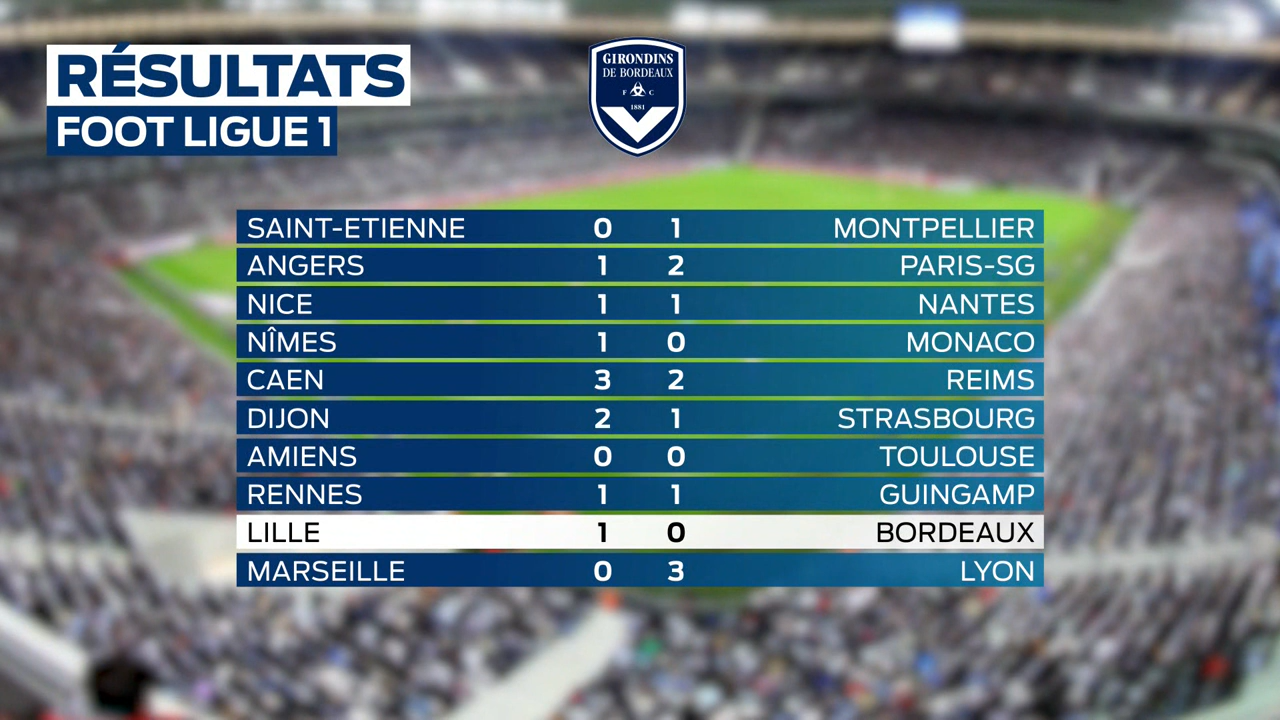 RÉSULTATS
FOOT LIGUE 1
GIRONDINS
DE BORDEAUX
F C
1881
SAINT-ETIENNE 0 1 MONTPELLIER
ANGERS 1 2 PARIS-SG
NICE 1 1 NANTES
NÎMES 1 0 MONACO
CAEN 3 2 REIMS
DIJON 2 1 STRASBOURG
AMIENS 0 0 TOULOUSE
RENNES 1 1 GUINGAMP
LILLE 1 0 BORDEAUX
MARSEILLE 0 3 LYON